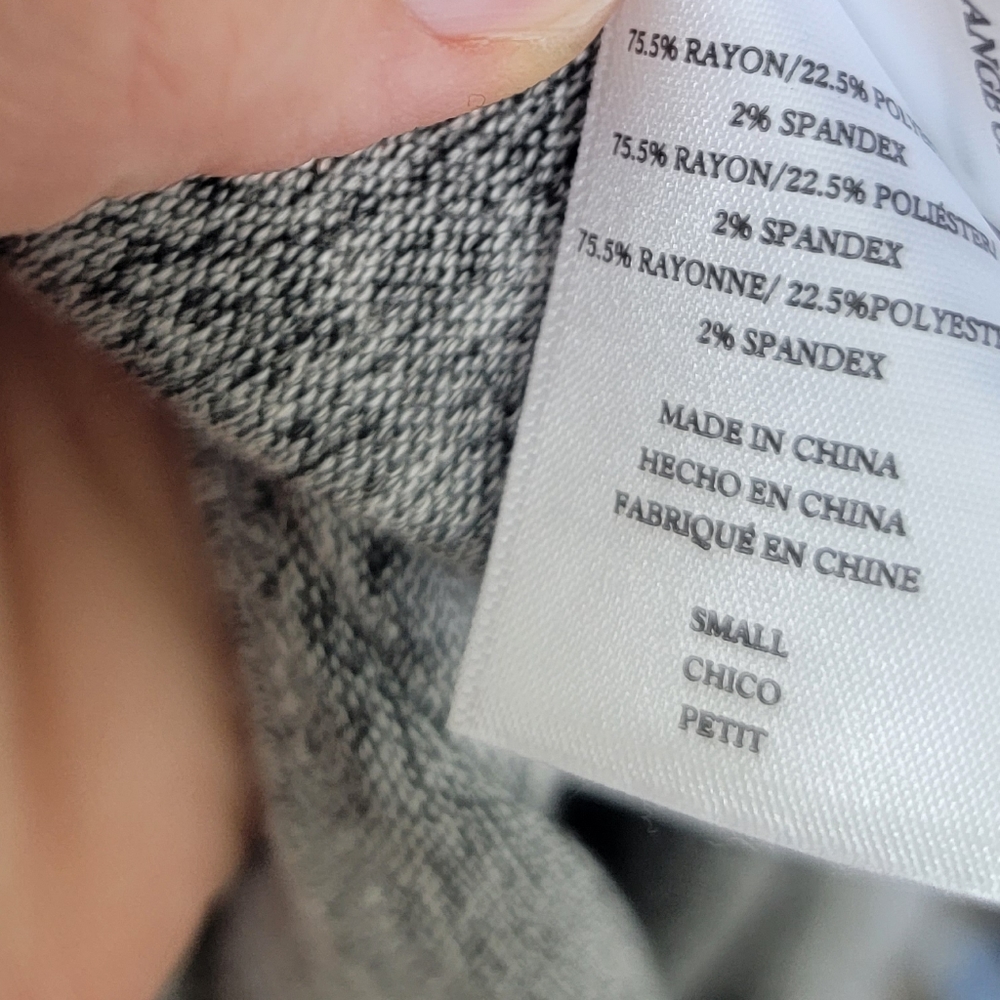 75.5% RAYON/22.5%
2% SPANDEX
75.5% RAYON/22.5% POLIÉSTER
2% SPANDEX
75.5% RAYONNE/ 22.5%POLYEST
2% SPANDEX
MADE IN CHINA
HECHO EN CHINA
FABRIQUÉ EN CHINE
SMALL
CHICO
PETIT